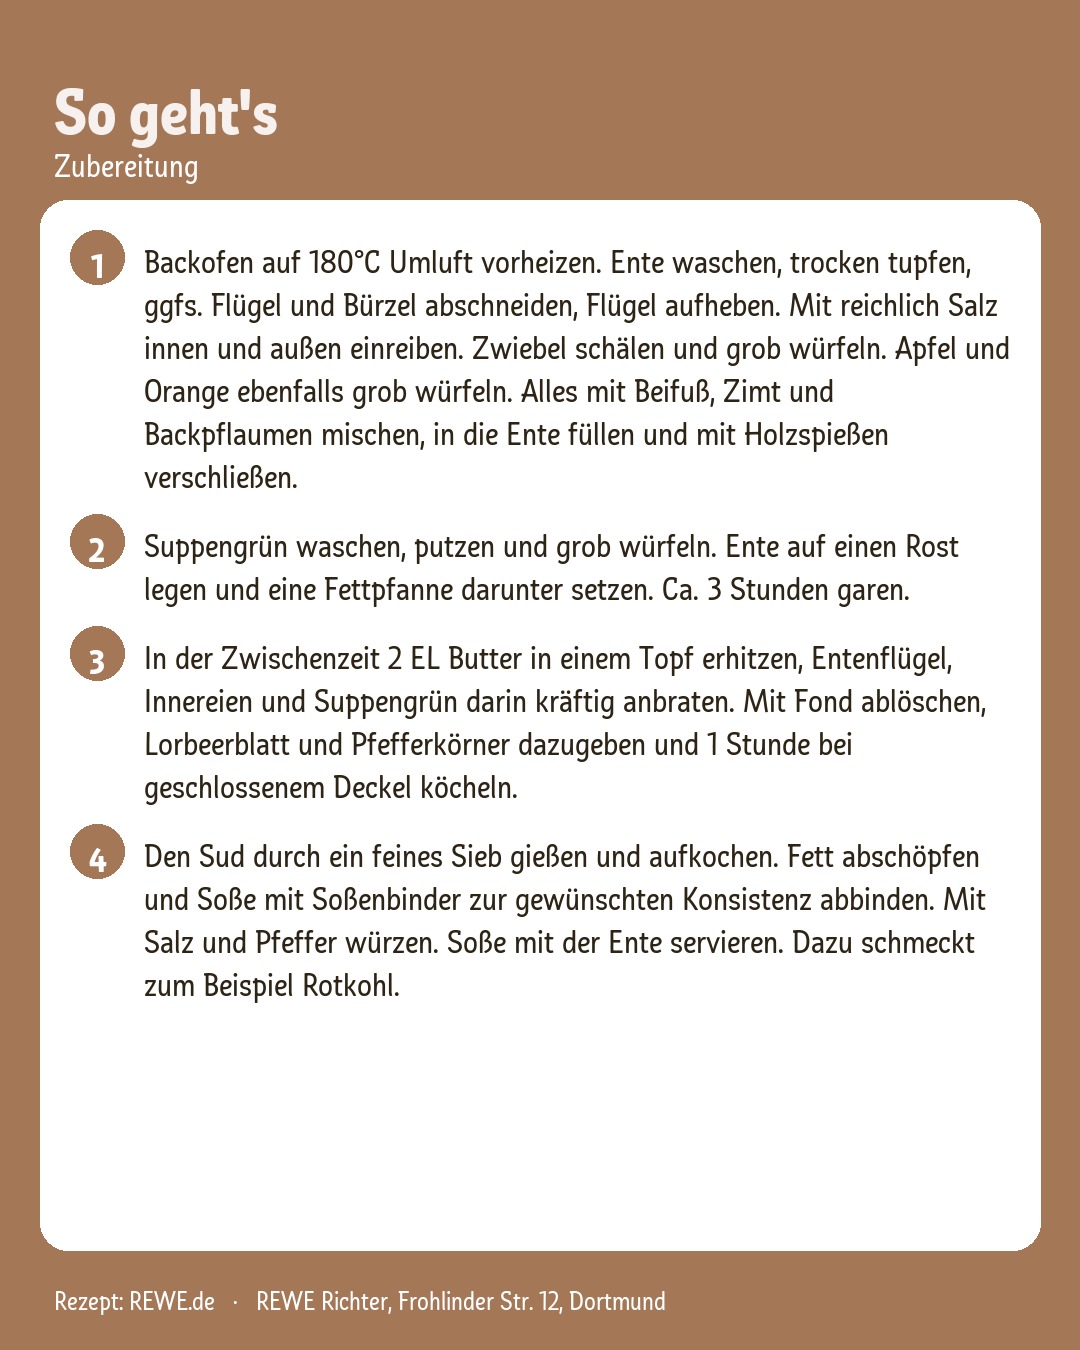 So geht's
Zubereitung
1 Backofen auf 180°C Umluft vorheizen. Ente waschen, trocken tupfen,
ggfs. Flügel und Bürzel abschneiden, Flügel aufheben. Mit reichlich Salz
innen und außen einreiben. Zwiebel schälen und grob würfeln. Apfel und
Orange ebenfalls grob würfeln. Alles mit Beifuß, Zimt und
Backpflaumen mischen, in die Ente füllen und mit Holzspießen
verschließen.
2 Suppengrün waschen, putzen und grob würfeln. Ente auf einen Rost
legen und eine Fettpfanne darunter setzen. Ca. 3 Stunden garen.
3 In der Zwischenzeit 2 EL Butter in einem Topf erhitzen, Entenflügel,
Innereien und Suppengrün darin kräftig anbraten. Mit Fond ablöschen,
Lorbeerblatt und Pfefferkörner dazugeben und 1 Stunde bei
geschlossenem Deckel köcheln.
4 Den Sud durch ein feines Sieb gießen und aufkochen. Fett abschöpfen
und Soße mit Soßenbinder zur gewünschten Konsistenz abbinden. Mit
Salz und Pfeffer würzen. Soße mit der Ente servieren. Dazu schmeckt
zum Beispiel Rotkohl.
Rezept: REWE.de · REWE Richter, Frohlinder Str. 12, Dortmund